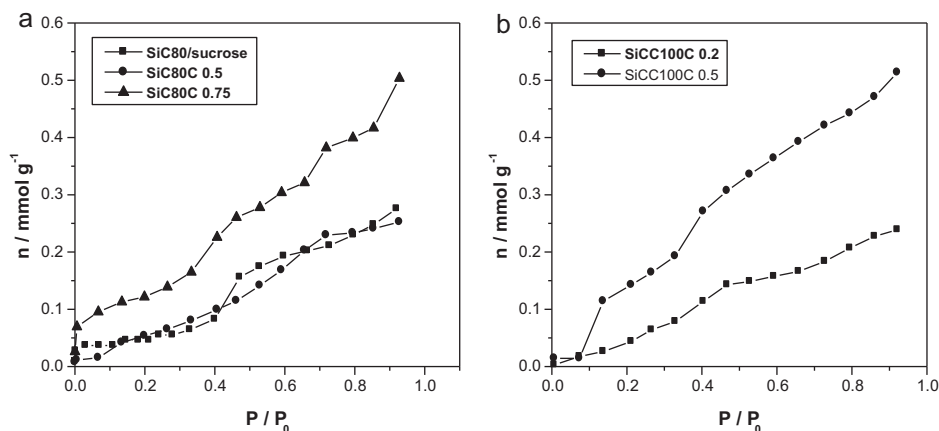 a
SiC80/sucrose
SiC80C 0.5
SiC80C 0.75
n / mmol g-1
0.6
0.5
0.4
0.3
0.2
0.1
0.0
0.0 0.2 0.4 0.6 0.8 1.0
P / P0
b
SiCC100C 0.2
SiCC100C 0.5
n / mmol g-1
0.6
0.5
0.4
0.3
0.2
0.1
0.0
0.0 0.2 0.4 0.6 0.8 1.0
P / P0